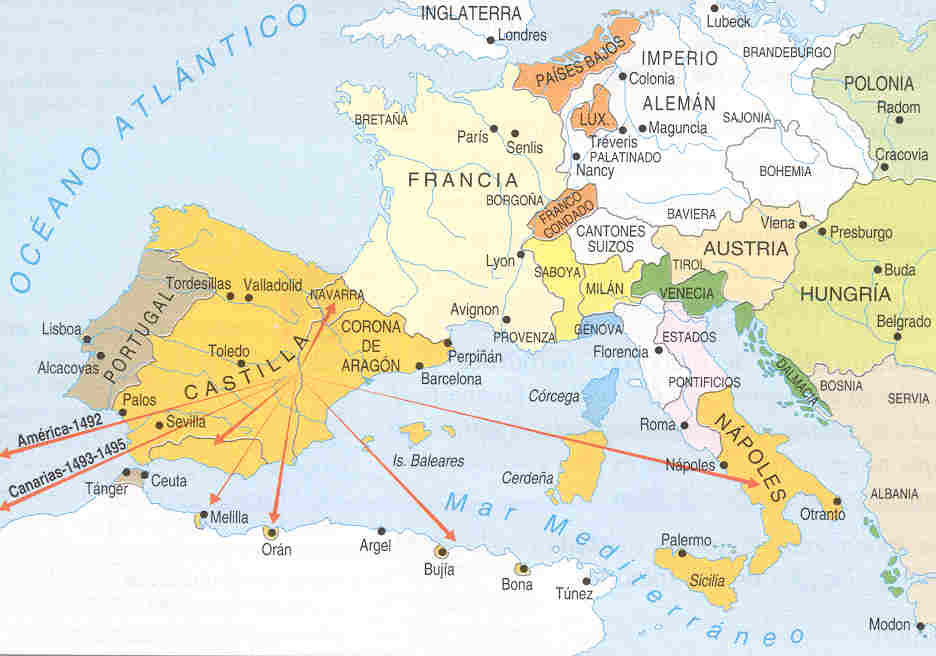 INGLATERRA
Londres
Lubeck
OCÉANO ATLÁNTICO
PAÍSES BAJOS
IMPERIO
ALEMÁN
BRANDEBURGO
POLONIA
Radom
Colonia
LUX.
Maguncia
SAJONIA
Cracovia
BRETAÑA
París
Senlis
Tréveris
PALATINADO
Nancy
BOHEMIA
FRANCIA
BORGOÑA
FRANCO
CONDADO
BAVIERA
Viena
Presburgo
CANTONES
SUIZOS
AUSTRIA
Lyon
SABOYA
TIROL
Buda
MILÁN
VENECIA
HUNGRÍA
Tordesillas
Valladolid
NAVARRA
Avignon
PROVENZA
GÉNOVA
Florencia
ESTADOS
PONTIFICIOS
Belgrado
Lisboa
PORTUGAL
Alcacovas
Toledo
CASTILLA
CORONA
DE
ARAGÓN
Perpiñán
Barcelona
DALMACIA
BOSNIA
SERVIA
Córcega
Palos
Sevilla
América-1492
Canarias-1493-1495
Roma
NÁPOLES
Nápoles
Is. Baleares
Cerdeña
Tánger
Ceuta
Mar Mediterráneo
Otranto
ALBANIA
Melilla
Orán
Argel
Bujía
Bona
Túnez
Palermo
Sicilia
Modon